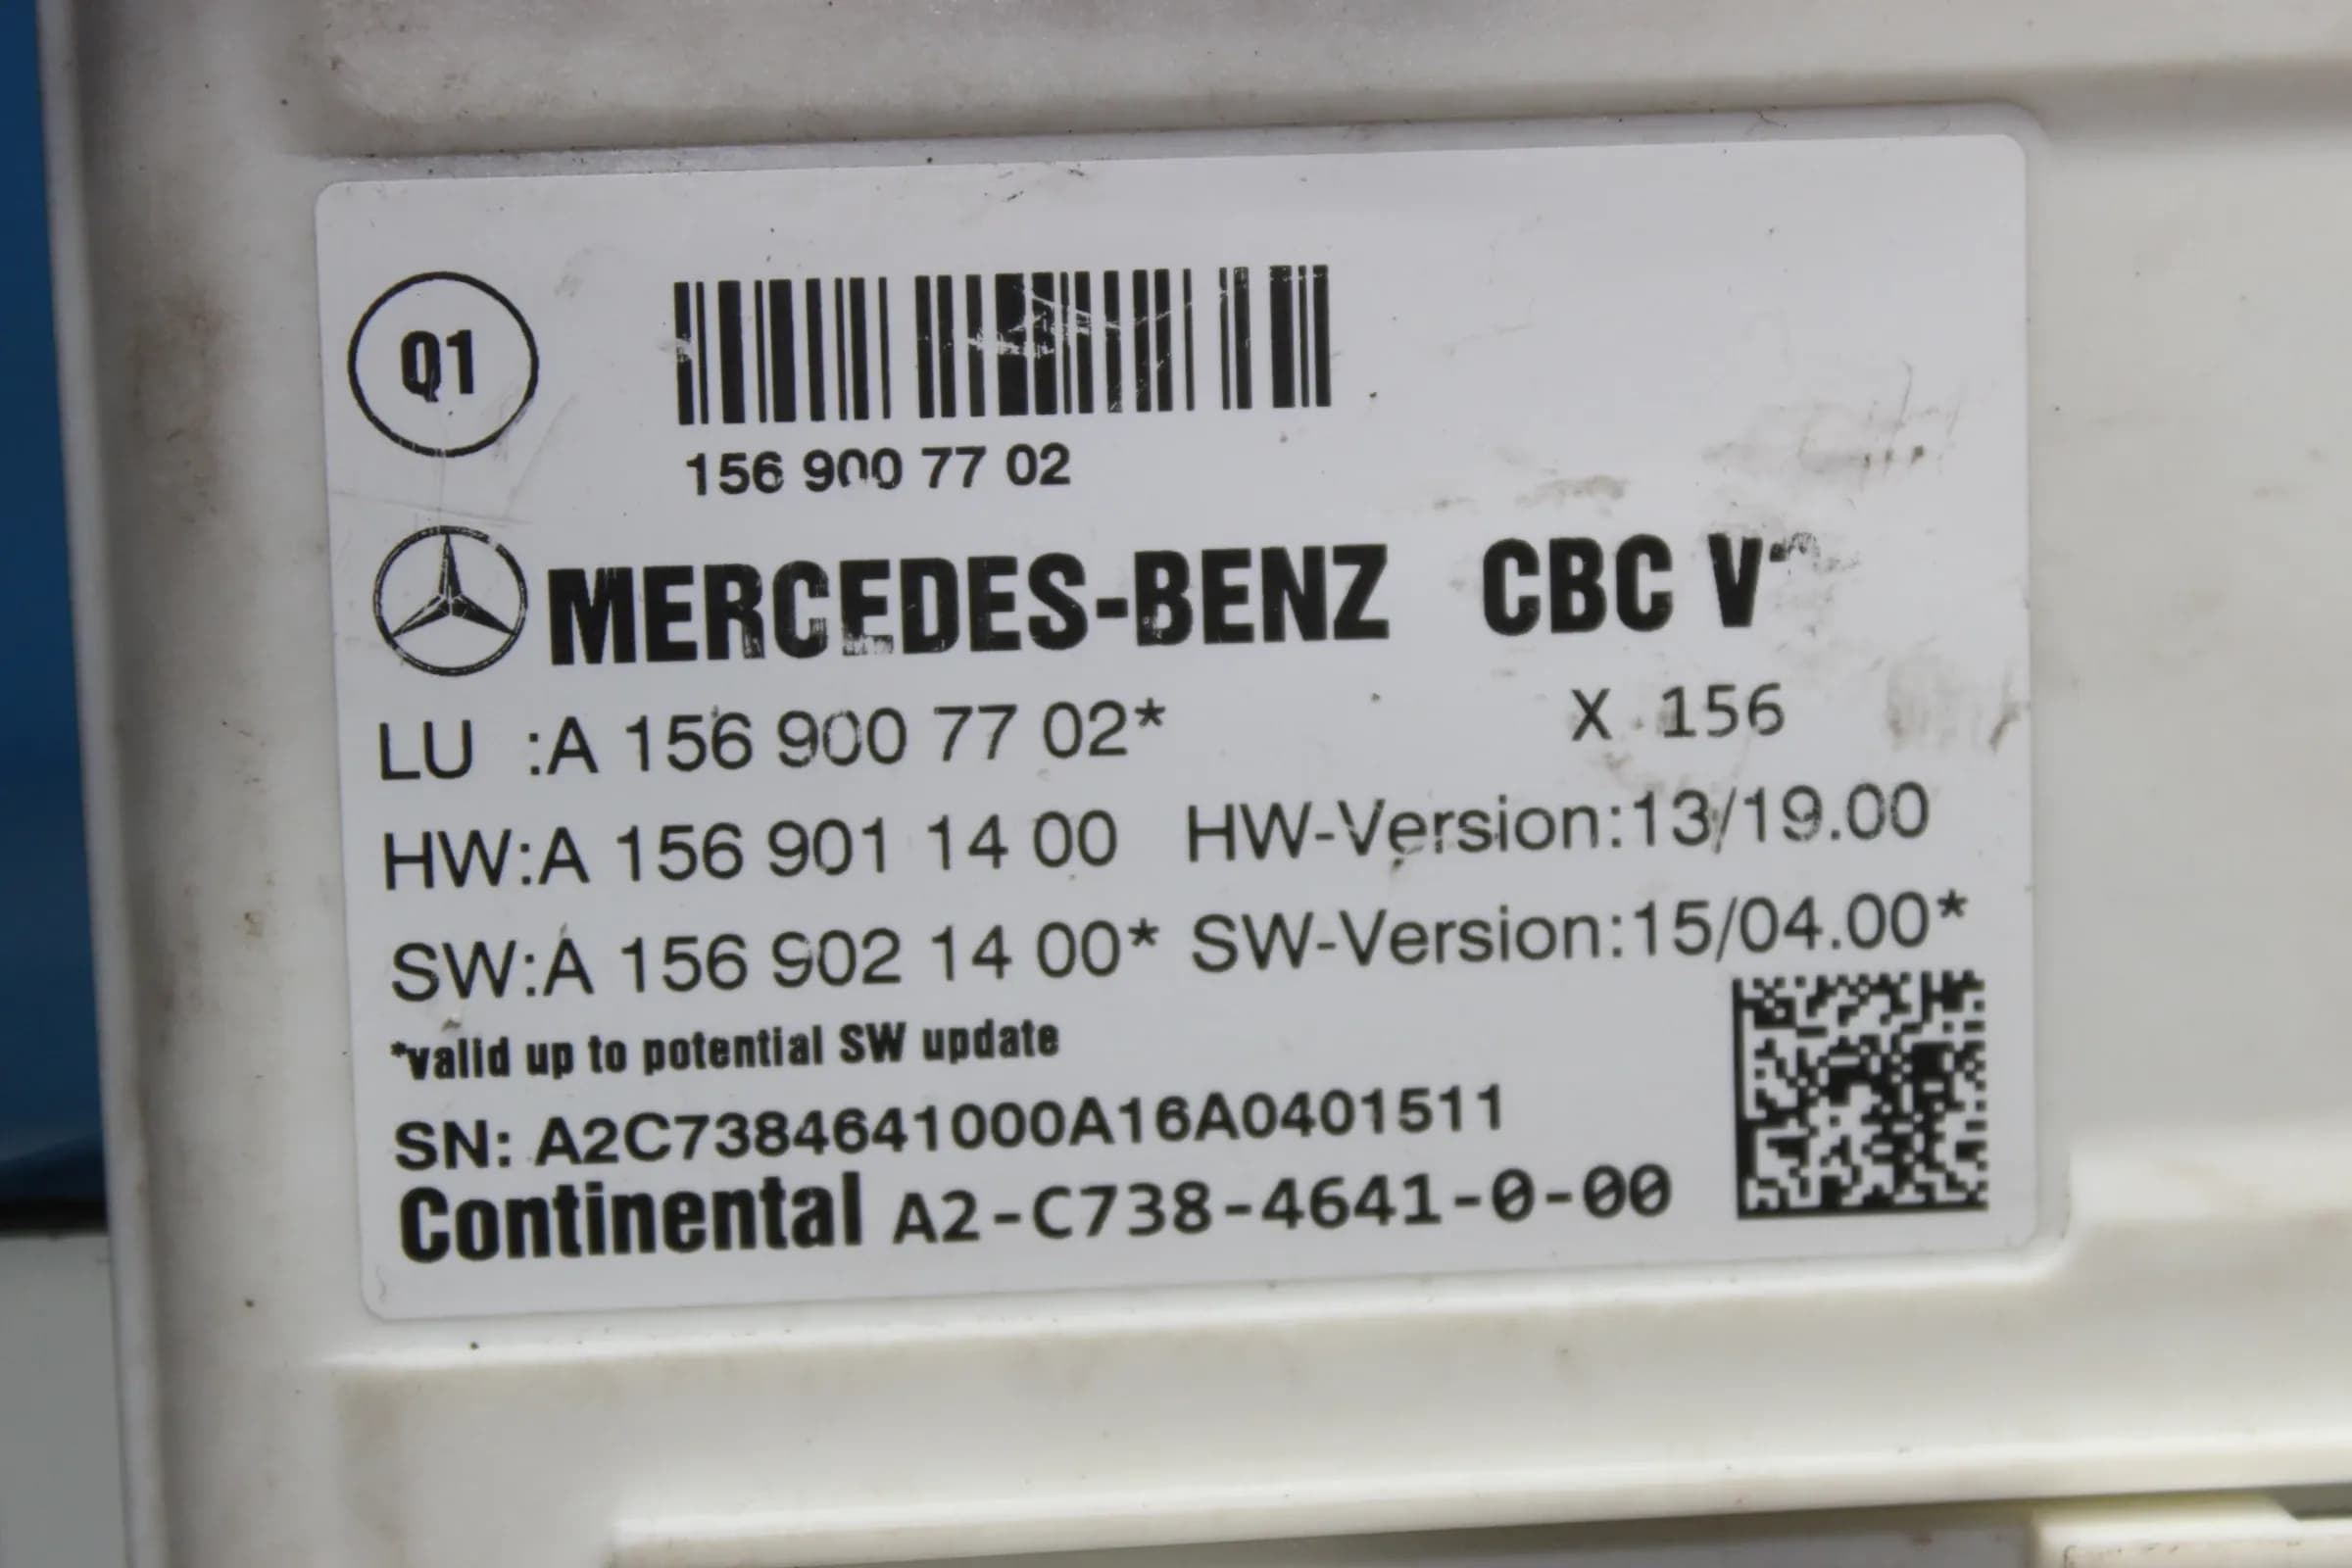 Q1
156 900 77 02
MERCEDES-BENZ CBC
LU :A 156 900 77 02* X 156
HW:A 156 901 14 00 HW-Version:13/19.00
SW:A 156 902 14 00* SW-Version:15/04.00*
*valid up to potential SW update
SN: A2C7384641000A16A0401511
Continental A2-C738-4641-0-00